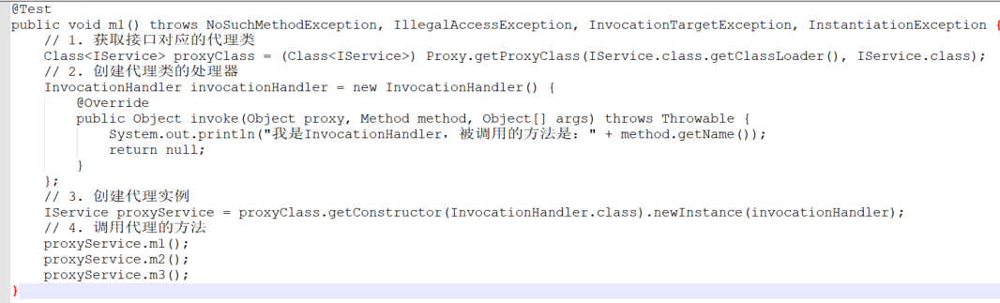 @Test
public void m1() throws NoSuchMethodException, IllegalAccessException, InvocationTargetException, InstantiationException {
    // 1. 获取接口对应的代理类
    Class<IService> proxyClass = (Class<IService>) Proxy.getProxyClass(IService.class.getClassLoader(), IService.class);
    // 2. 创建代理类的处理器
    InvocationHandler invocationHandler = new InvocationHandler() {
        @Override
        public Object invoke(Object proxy, Method method, Object[] args) throws Throwable {
            System.out.println("我是InvocationHandler，被调用的方法是：" + method.getName());
            return null;
        }
    };
    // 3. 创建代理实例
    IService proxyService = proxyClass.getConstructor(InvocationHandler.class).newInstance(invocationHandler);
    // 4. 调用代理的方法
    proxyService.m1();
    proxyService.m2();
    proxyService.m3();
}